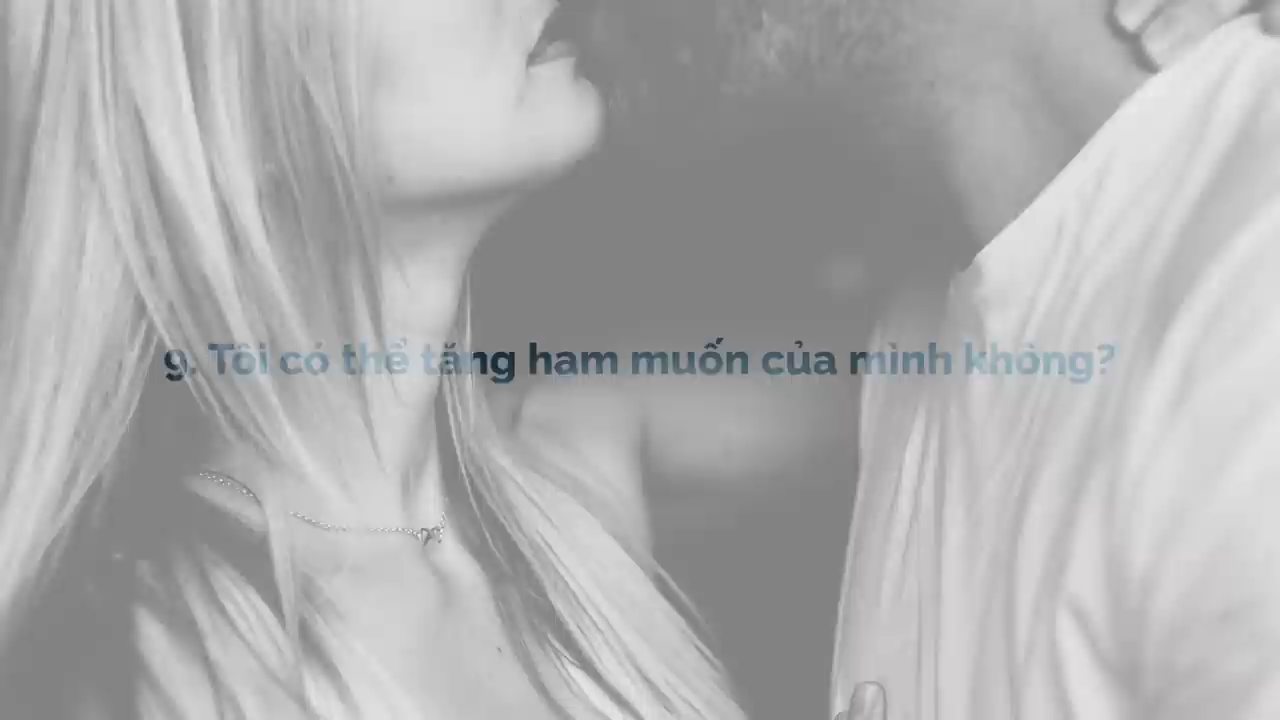 9. Tôi có thể tăng ham muốn của mình không?